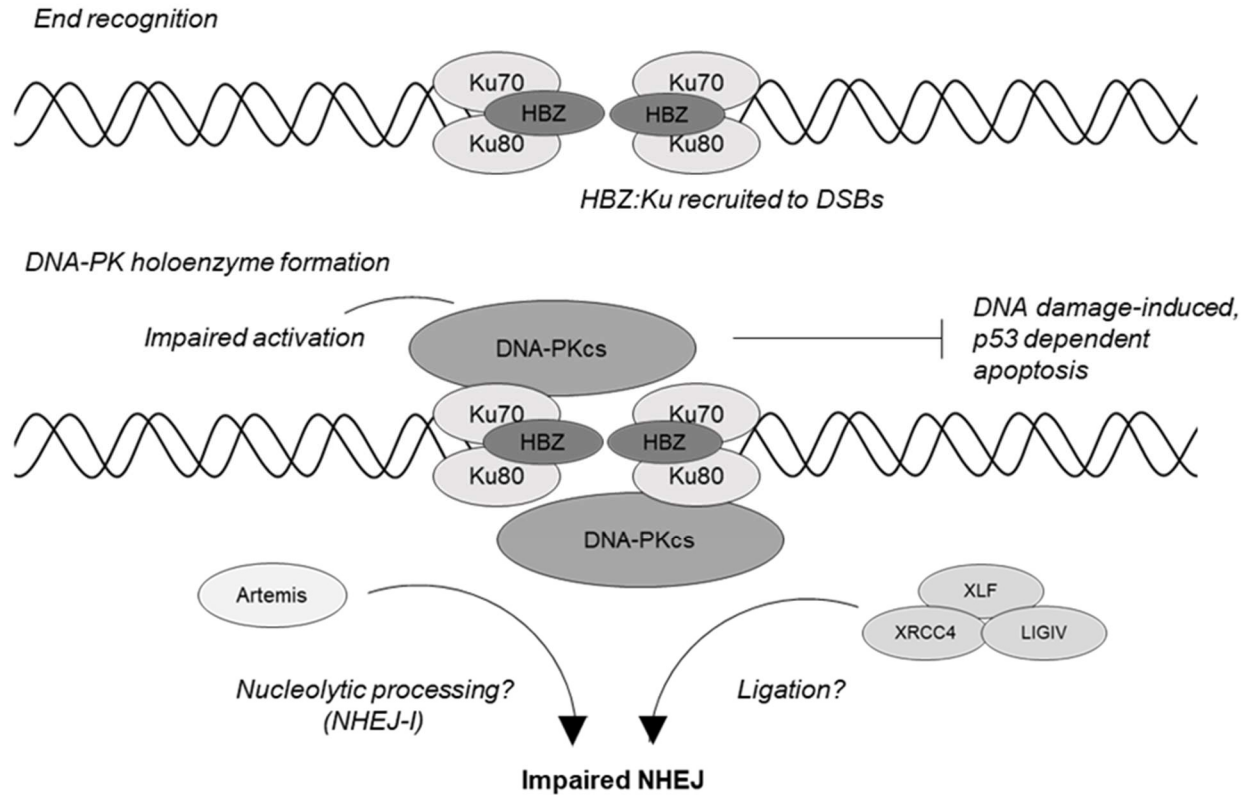 End recognition
Ku70
Ku70
HBZ
HBZ
Ku80
Ku80
HBZ:Ku recruited to DSBs
DNA-PK holoenzyme formation
Impaired activation
DNA-PKcs
DNA damage-induced,
p53 dependent
apoptosis
Ku70
Ku70
HBZ
HBZ
Ku80
Ku80
DNA-PKcs
Artemis
XLF
XRCC4
LIGIV
Nucleolytic processing?
(NHEJ-I)
Ligation?
Impaired NHEJ